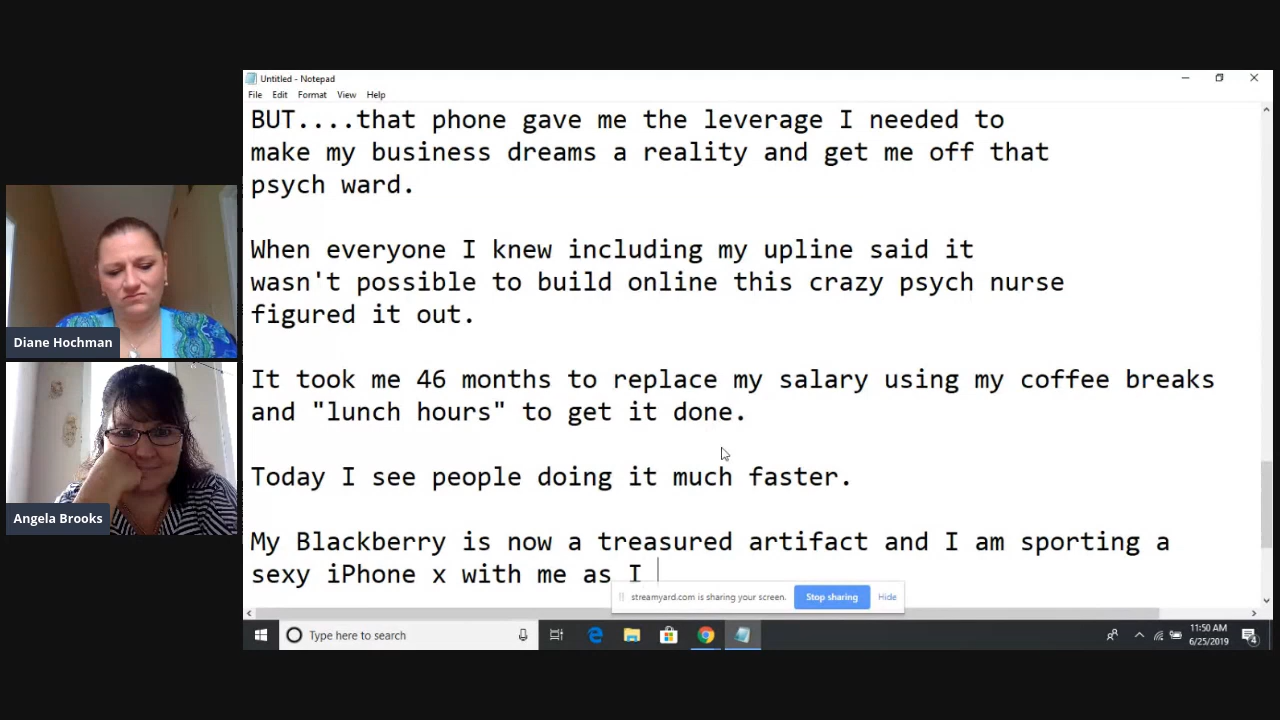 Untitled - Notepad
File Edit Format View Help
BUT....that phone gave me the leverage I needed to
make my business dreams a reality and get me off that
psych ward.
When everyone I knew including my upline said it
wasn't possible to build online this crazy psych nurse
figured it out.
It took me 46 months to replace my salary using my coffee breaks
and "lunch hours" to get it done.
Today I see people doing it much faster.
My Blackberry is now a treasured artifact and I am sporting a
sexy iPhone x with me as I
Diane Hochman
Angela Brooks
streamyard.com is sharing your screen. Stop sharing Hide
Type here to search
11:50 AM
6/25/2019
4